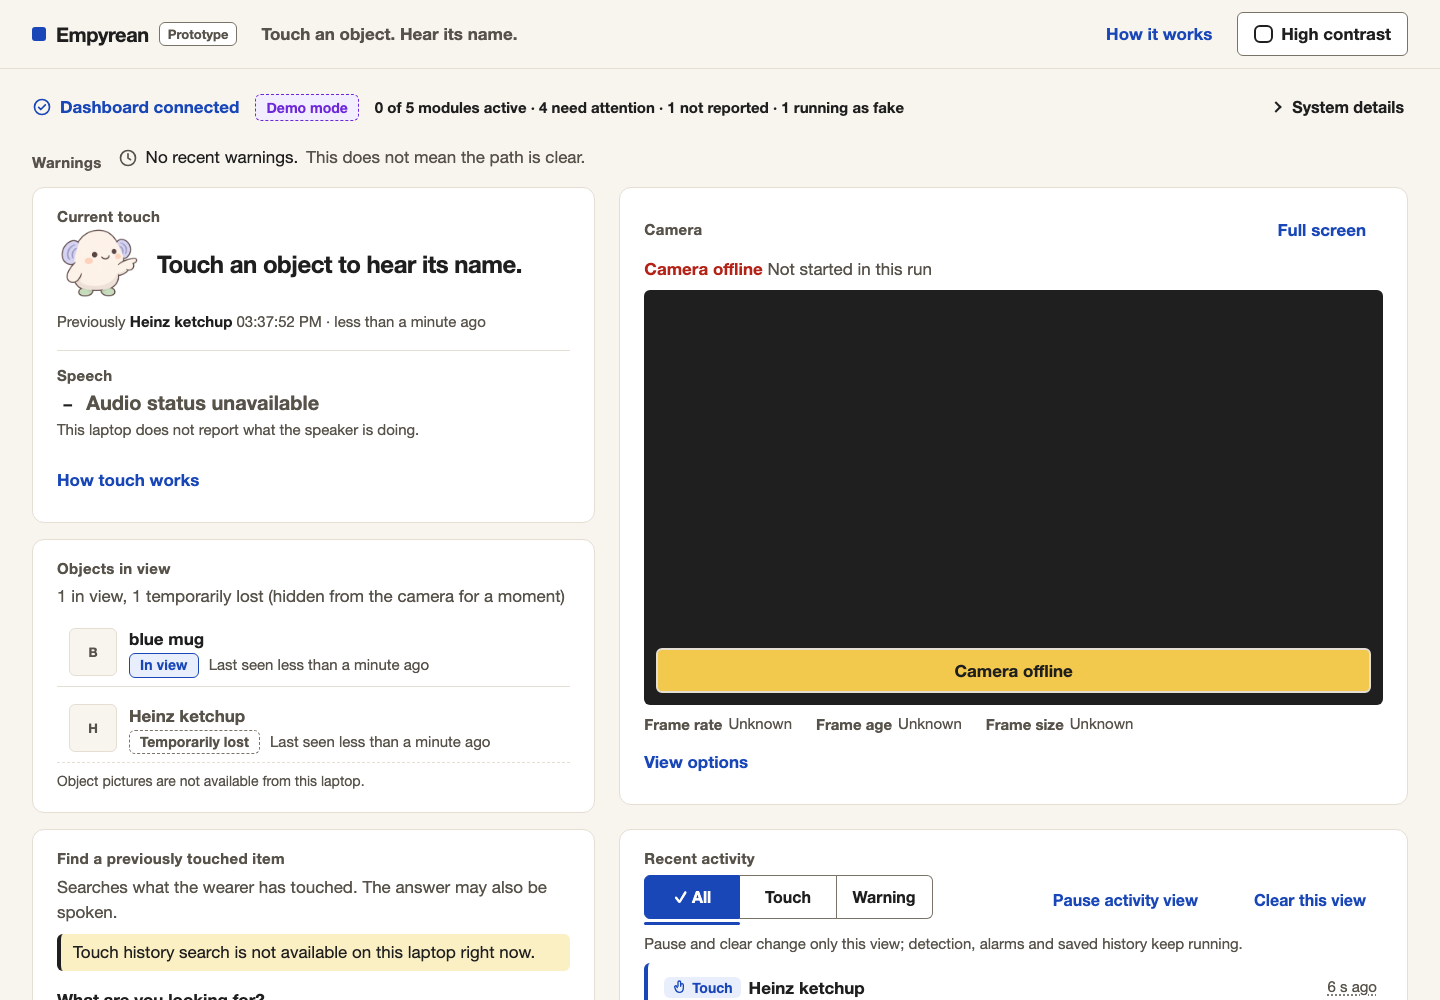 Empyrean Prototype Touch an object. Hear its name. How it works High contrast
Dashboard connected Demo mode 0 of 5 modules active · 4 need attention · 1 not reported · 1 running as fake System details
Warnings No recent warnings. This does not mean the path is clear.
Current touch
Touch an object to hear its name.
Previously Heinz ketchup 03:37:52 PM · less than a minute ago
Speech
– Audio status unavailable
This laptop does not report what the speaker is doing.
How touch works
Camera
Full screen
Camera offline Not started in this run
Camera offline
Frame rate Unknown Frame age Unknown Frame size Unknown
View options
Objects in view
1 in view, 1 temporarily lost (hidden from the camera for a moment)
B
blue mug
In view Last seen less than a minute ago
H
Heinz ketchup
Temporarily lost Last seen less than a minute ago
Object pictures are not available from this laptop.
Find a previously touched item
Searches what the wearer has touched. The answer may also be
spoken.
Touch history search is not available on this laptop right now.
What are you looking for?
Recent activity
All Touch Warning Pause activity view Clear this view
Pause and clear change only this view; detection, alarms and saved history keep running.
Touch Heinz ketchup 6 s ago